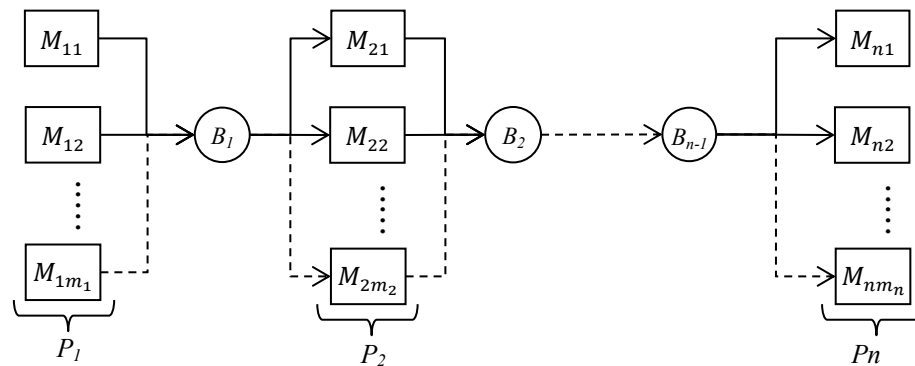 M₁₁ M₂₁ Mₙ₁
M₁₂ B₁ M₂₂ B₂ Bₙ₋₁ Mₙ₂
M₁ₘ₁ M₂ₘ₂ Mₙₘₙ
P₁ P₂ Pn